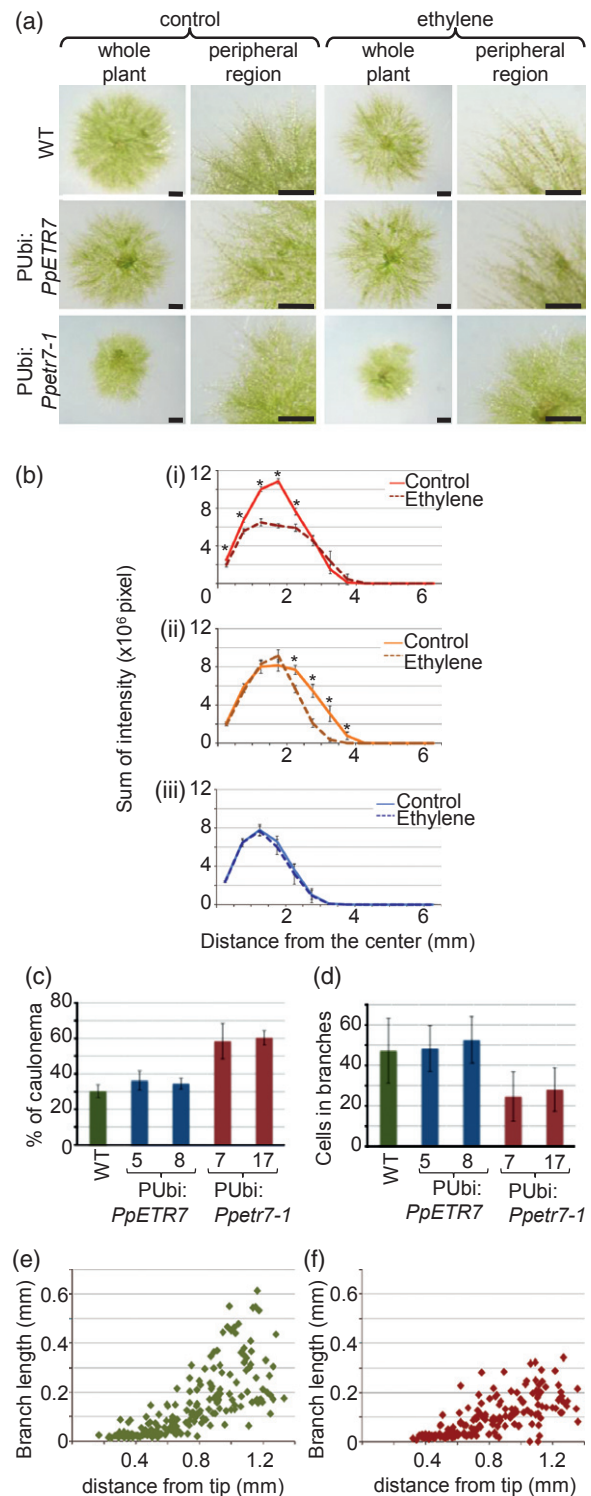 (a)
control
ethylene
whole plant
peripheral region
whole plant
peripheral region
WT
PUbi: PpETR7
PUbi: Ppetr7-1
(b)
Sum of intensity (x10⁶ pixel)
(i)
12
8
4
0
2
4
6
Control
Ethylene
* * * * *
(ii)
12
8
4
0
2
4
6
Control
Ethylene
* * * *
(iii)
12
8
4
0
2
4
6
Control
Ethylene
Distance from the center (mm)
(c)
% of caulonema
80
60
40
20
0
WT
5
8
7
17
PUbi: PpETR7
PUbi: Ppetr7-1
(d)
Cells in branches
60
40
20
0
WT
5
8
7
17
PUbi: PpETR7
PUbi: Ppetr7-1
(e)
Branch length (mm)
0.6
0.4
0.2
0
0.4
0.8
1.2
distance from tip (mm)
(f)
Branch length (mm)
0.6
0.4
0.2
0
0.4
0.8
1.2
distance from tip (mm)